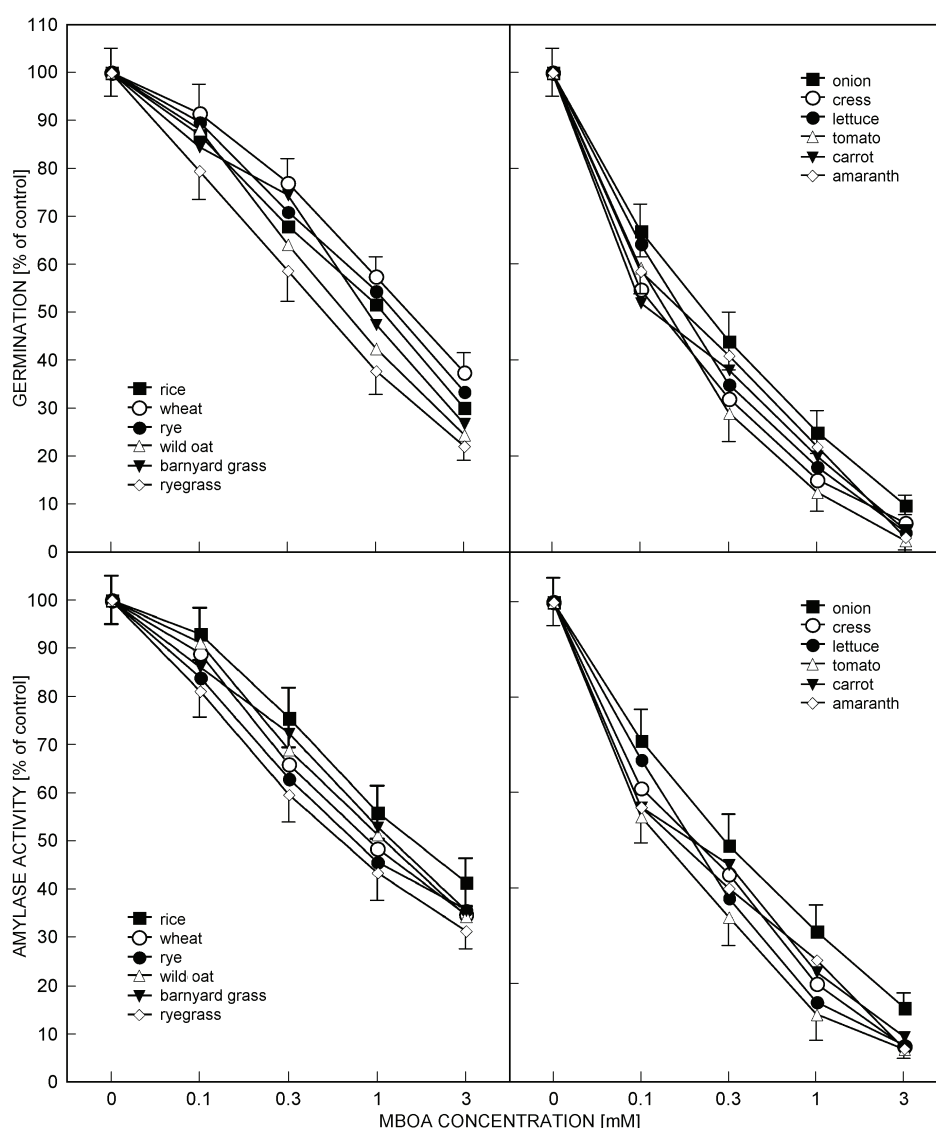 110
100
90
80
70
60
50
40
30
20
10
0
GERMINATION [% of control]
rice
wheat
rye
wild oat
barnyard grass
ryegrass
onion
cress
lettuce
tomato
carrot
amaranth
100
90
80
70
60
50
40
30
20
10
0
AMYLASE ACTIVITY [% of control]
rice
wheat
rye
wild oat
barnyard grass
ryegrass
onion
cress
lettuce
tomato
carrot
amaranth
0 0.1 0.3 1 3 0 0.1 0.3 1 3
MBOA CONCENTRATION [mM]